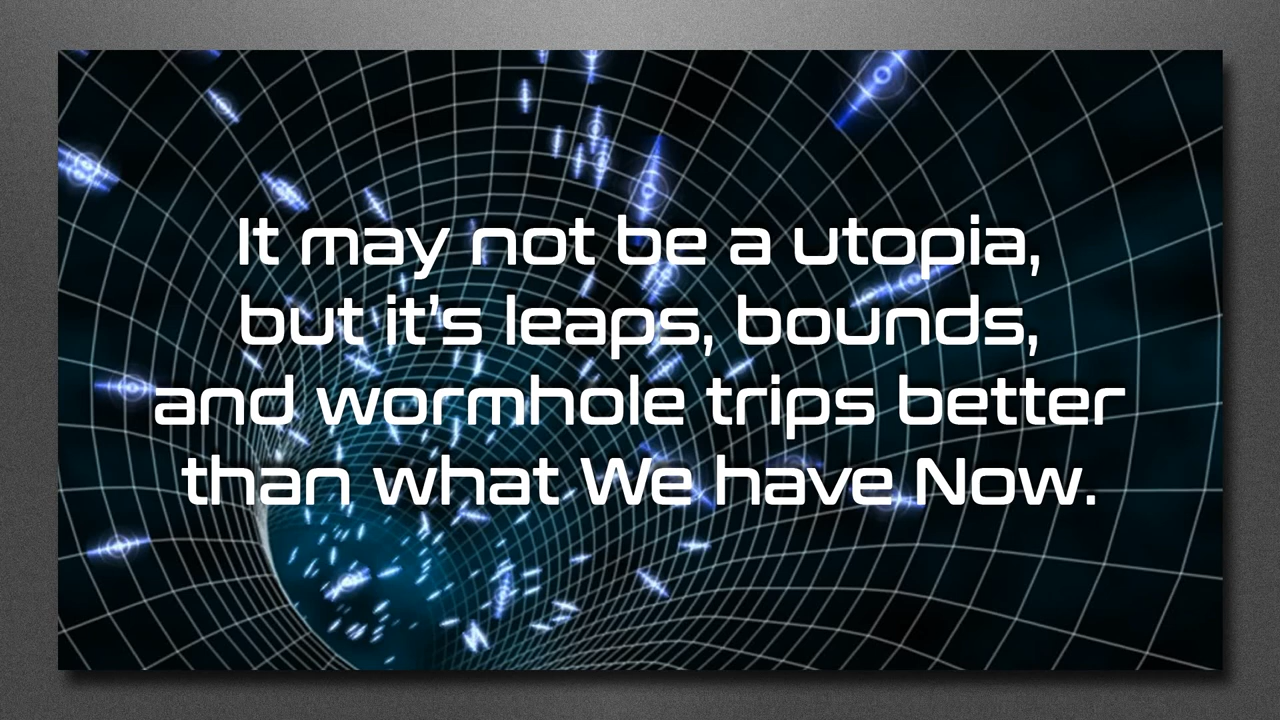 It may not be a utopia,
but it's leaps, bounds,
and wormhole trips better
than what We have Now.